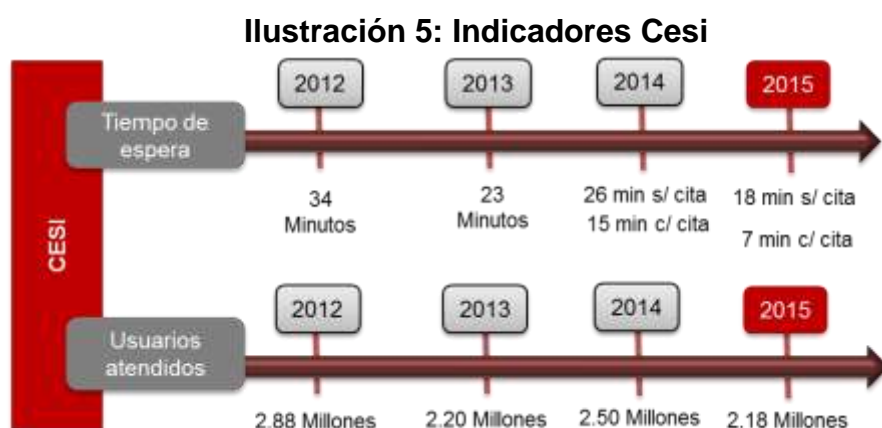 Ilustración 5: Indicadores Cesi
CESI
Tiempo de
espera
2012
2013
2014
2015
34
Minutos
23
Minutos
26 min s/ cita
15 min c/ cita
18 min s/ cita
7 min c/ cita
Usuarios
atendidos
2012
2013
2014
2015
2.88 Millones
2.20 Millones
2.50 Millones
2.18 Millones